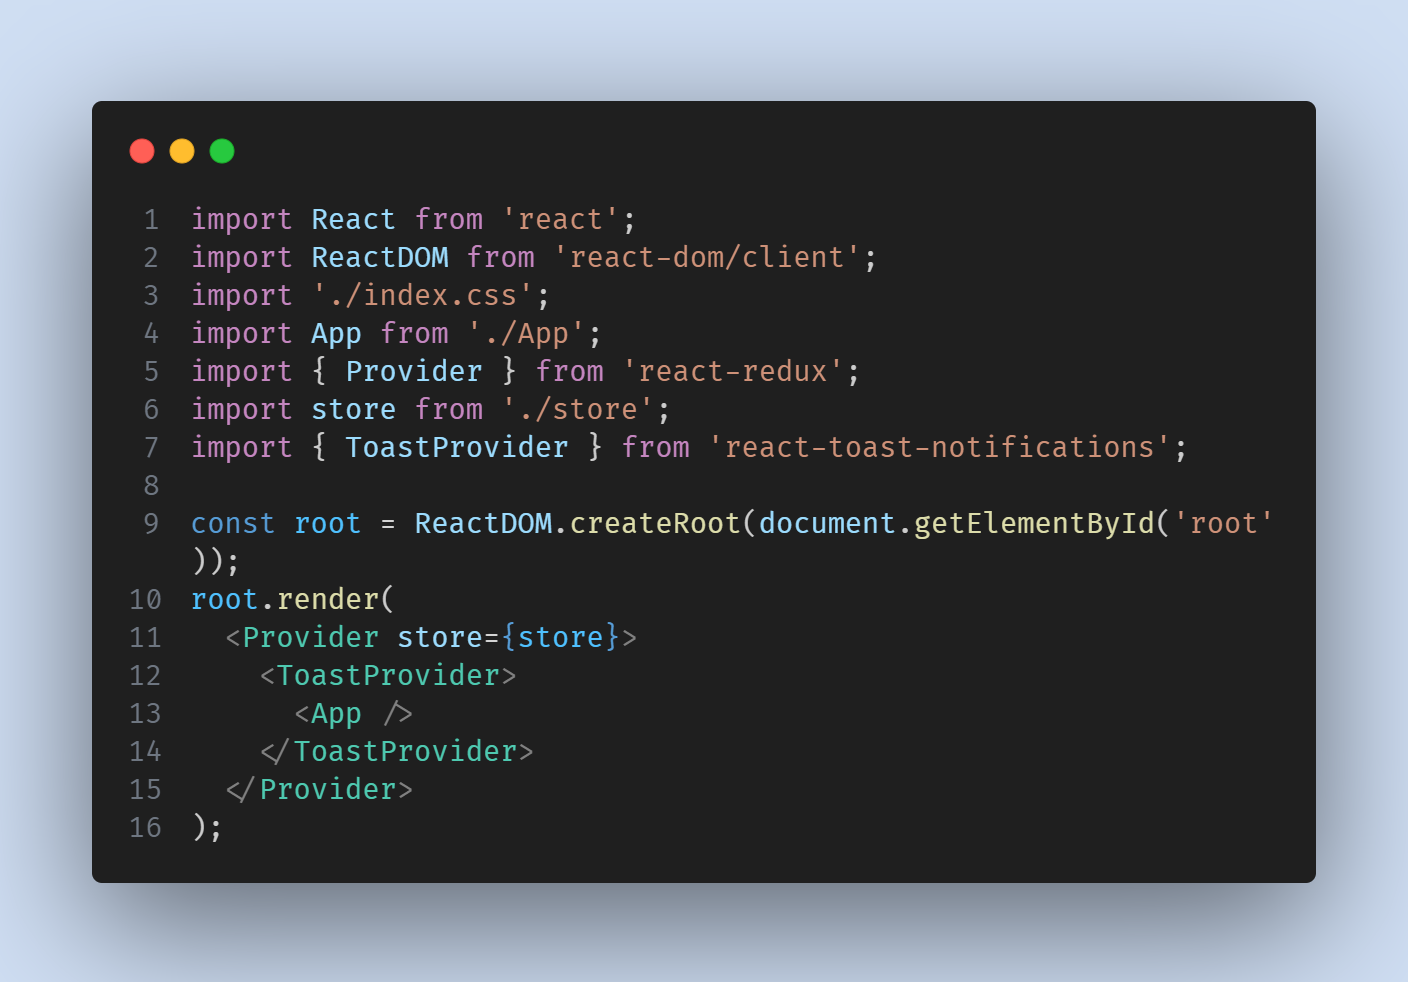 1 import React from 'react';
2 import ReactDOM from 'react-dom/client';
3 import './index.css';
4 import App from './App';
5 import { Provider } from 'react-redux';
6 import store from './store';
7 import { ToastProvider } from 'react-toast-notifications';
8
9 const root = ReactDOM.createRoot(document.getElementById('root'
));
10 root.render(
11   <Provider store={store}>
12     <ToastProvider>
13       <App />
14     </ToastProvider>
15   </Provider>
16 );